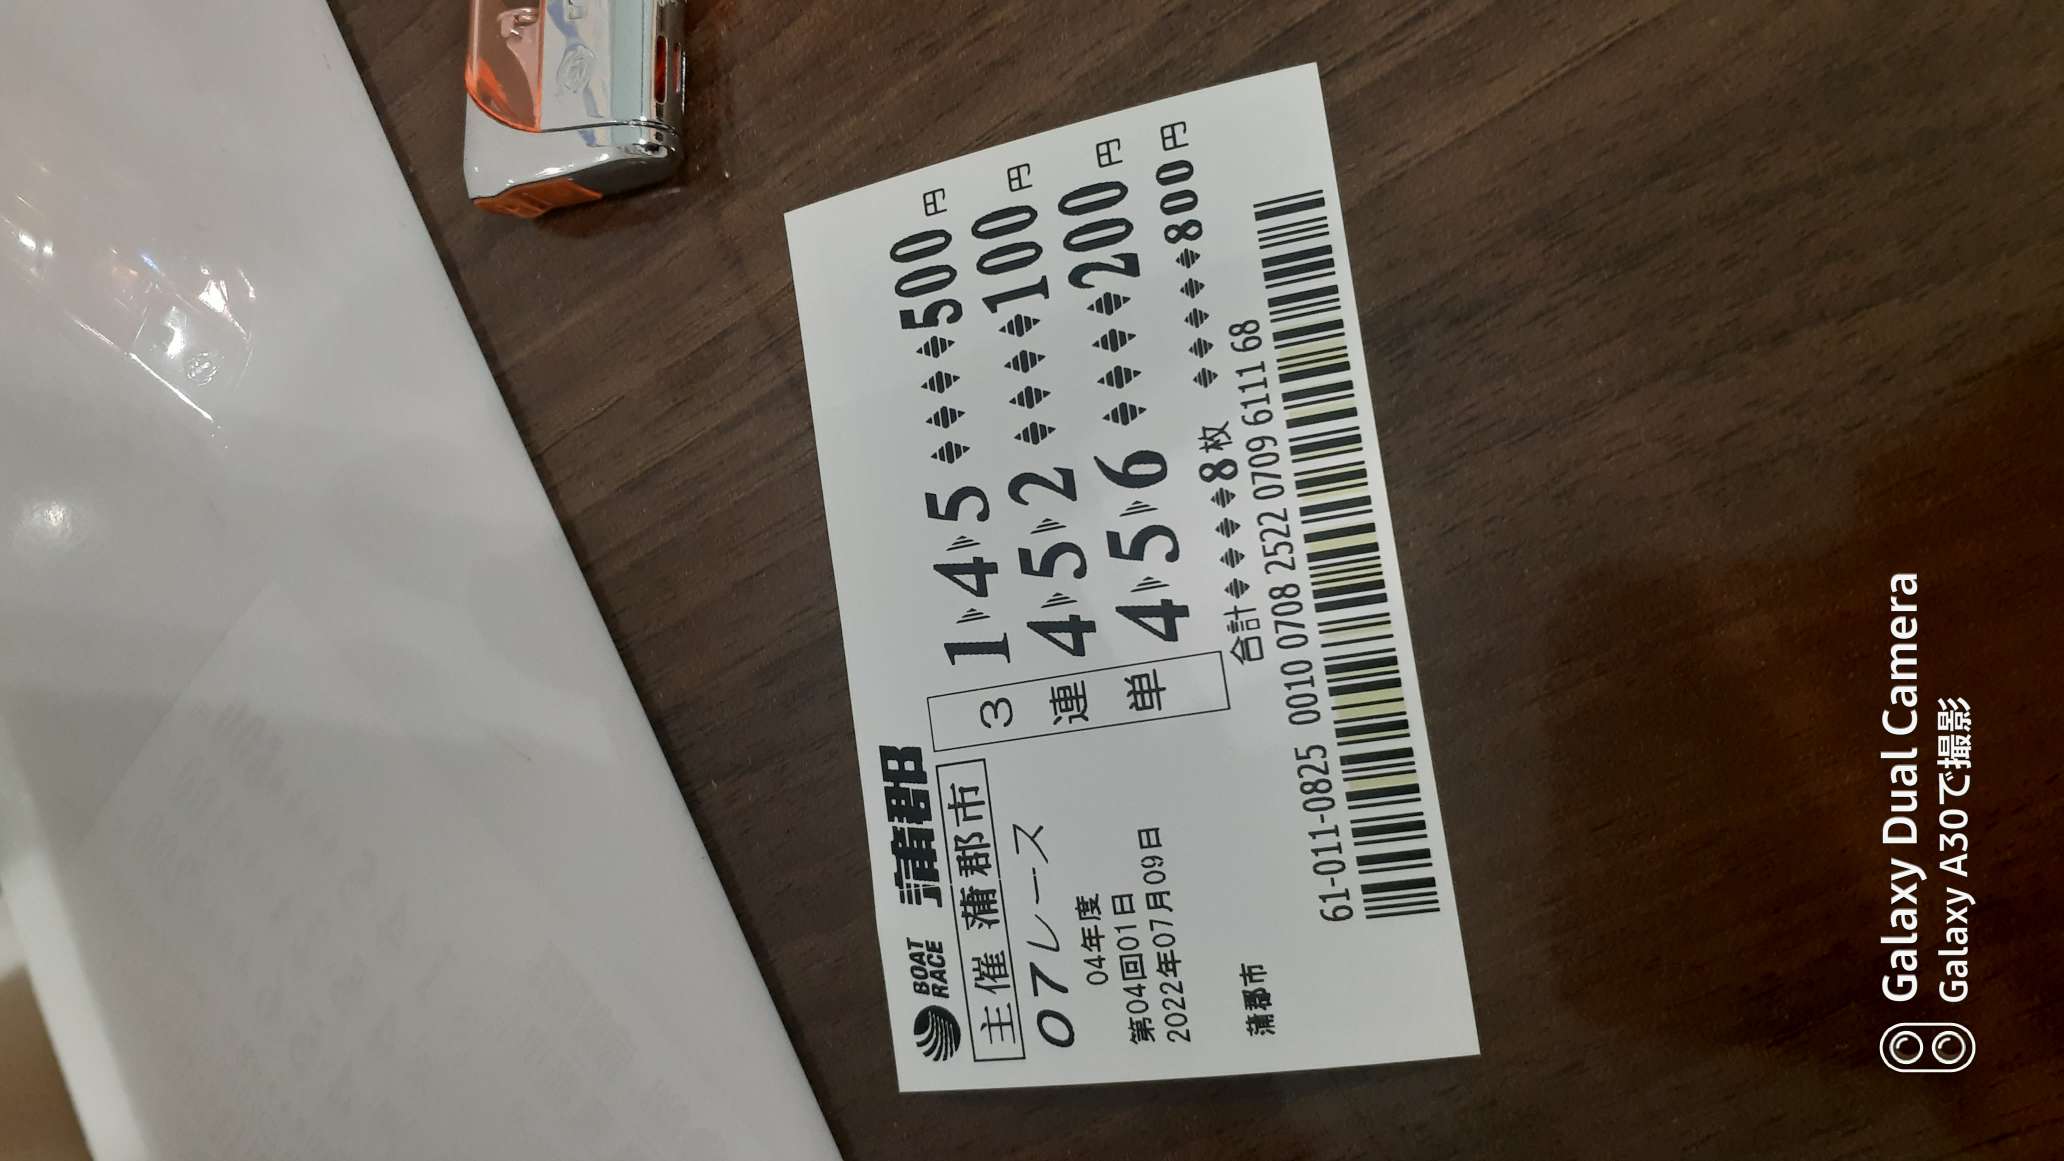 BOAT RACE 蒲郡
主催 蒲郡市
07レース
04年度
第04回01日
2022年07月09日
蒲郡市
3連単
1▶4▶5 ◆◆◆◆500円
4▶5▶2 ◆◆◆◆100円
4▶5▶6 ◆◆◆◆200円
合計◆◆◆◆8枚 ◆◆◆◆◆800円
61-011-0825 0010 0708 2522 0709 6111 68
Galaxy Dual Camera
Galaxy A30で撮影